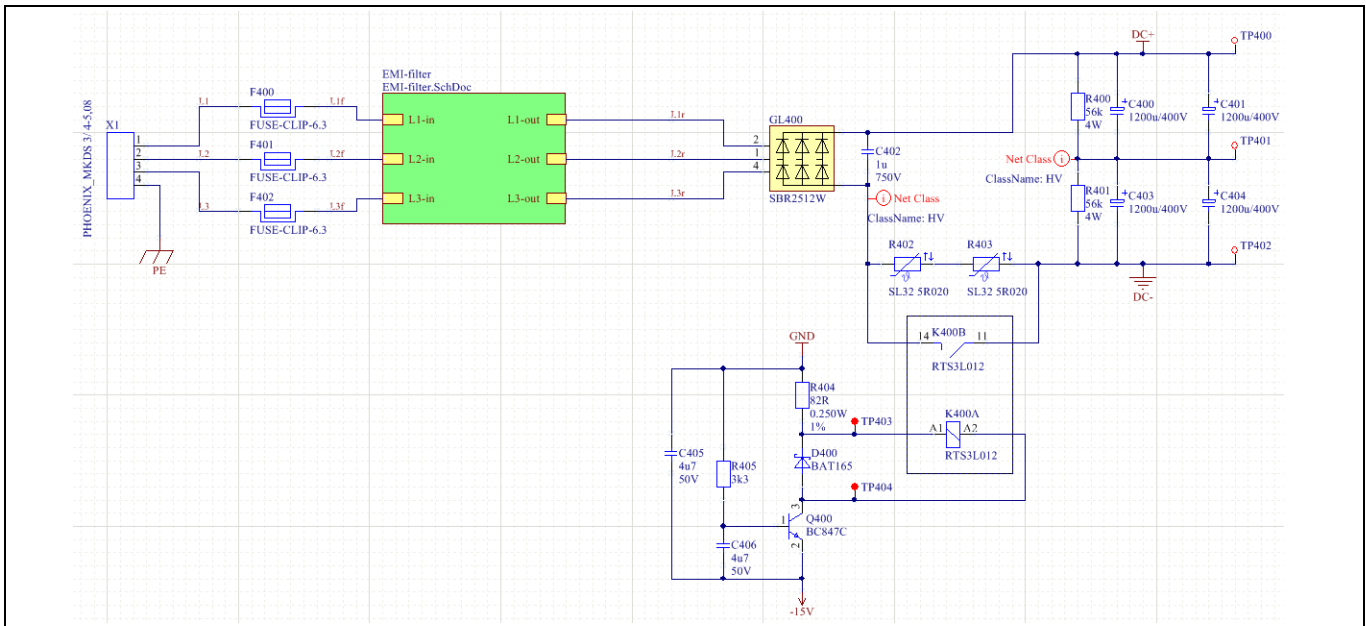 EMI-filter
EMI-filter.SchDoc
X1
PHOENIX_MKDS 3/ 4-5,08
1
2
3
4
PE
L1
L2
L3
F400
FUSE-CLIP-6.3
F401
FUSE-CLIP-6.3
F402
FUSE-CLIP-6.3
L1f
L2f
L3f
L1-in
L2-in
L3-in
L1-out
L2-out
L3-out
L1r
L2r
L3r
GL400
2
1
4
SBR2512W
C402
1u
750V
i Net Class
ClassName: HV
DC+
TP400
R400
56k
4W
C400
1200u/400V
C401
1200u/400V
TP401
Net Class i
ClassName: HV
R401
56k
4W
C403
1200u/400V
C404
1200u/400V
TP402
DC-
R402
SL32 5R020
R403
SL32 5R020
14
K400B
11
RTS3L012
K400A
A1
A2
RTS3L012
GND
R404
82R
0.250W
1%
TP403
D400
BAT165
TP404
C405
4u7
50V
R405
3k3
C406
4u7
50V
1
3
2
Q400
BC847C
-15V